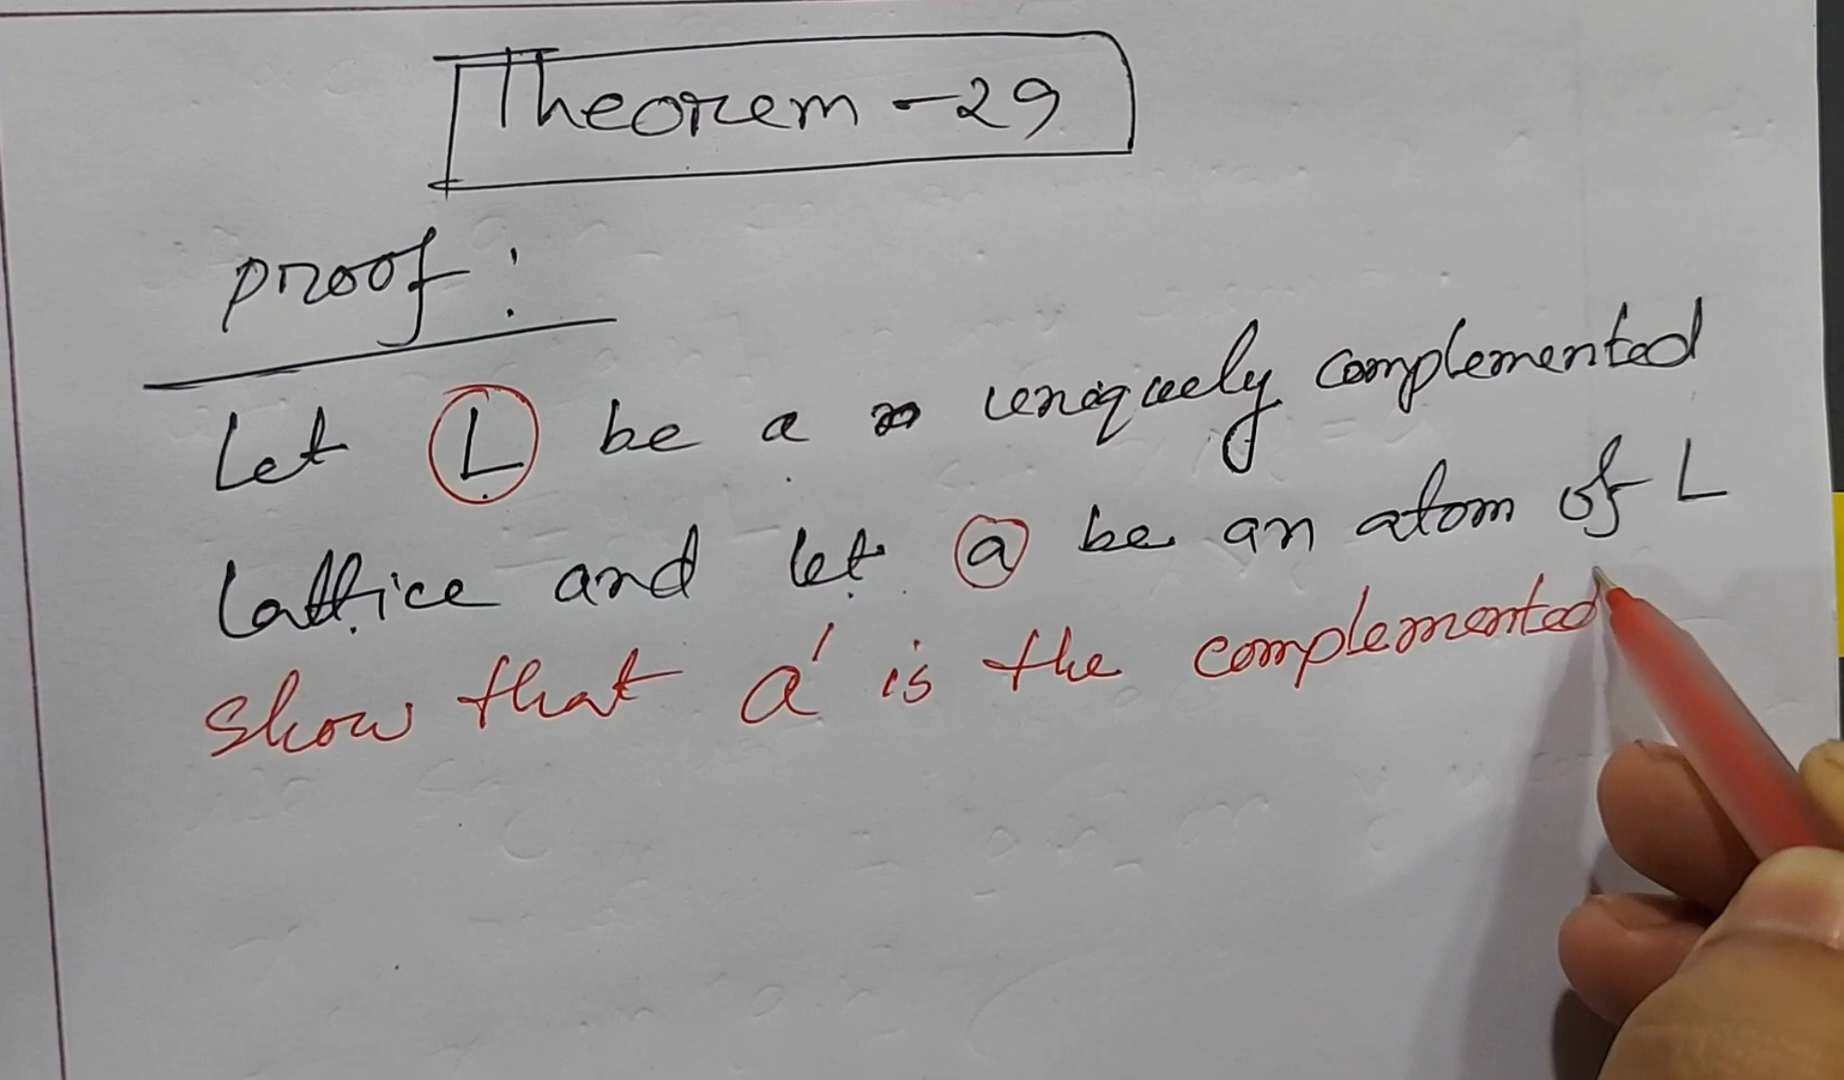 Theorem - 29
proof:
Let L be a uniquely complemented
lattice and let a be an atom of L
show that a' is the complemented